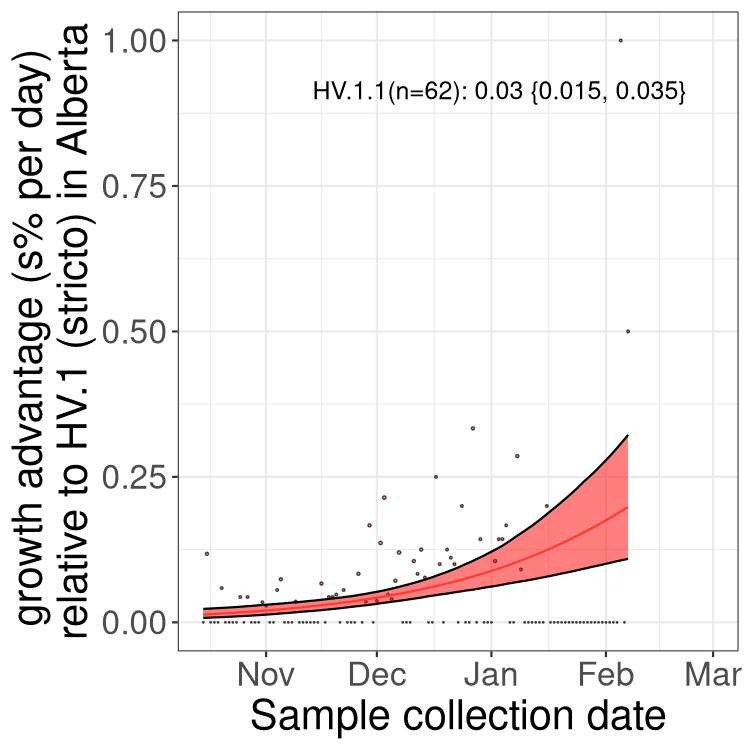 growth advantage (s% per day)
relative to HV.1 (stricto) in Alberta
1.00
0.75
0.50
0.25
0.00
HV.1.1(n=62): 0.03 {0.015, 0.035}
Nov Dec Jan Feb Mar
Sample collection date